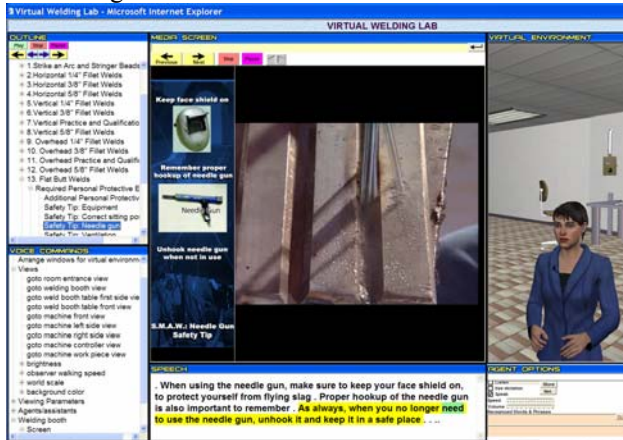 Virtual Welding Lab - Microsoft Internet Explorer
VIRTUAL WELDING LAB
OUTLINE
Play Stop Pause
1.Strike an Arc and Stringer Beads
2.Horizontal 1/4" Fillet Welds
3.Horizontal 3/8" Fillet Welds
4.Horizontal 5/8" Fillet Welds
5.Vertical 1/4" Fillet Welds
6.Vertical 3/8" Fillet Welds
7.Vertical Practice and Qualificatio
8.Vertical 5/8" Fillet Welds
9. Overhead 1/4" Fillet Welds
10. Overhead 3/8" Fillet Welds
11. Overhead Practice and Qualifi
12. Overhead 5/8" Fillet Welds
13. Flat Butt Welds
Required Personal Protective E
Additional Personal Protectiv
Safety Tip: Equipment
Safety Tip: Correct sitting pos
Safety Tip: Needle gun
Safety Tip: Ventilation
VOICE COMMANDS
Arrange windows for virtual environm
Views
goto room entrance view
goto welding booth view
goto weld booth table first side vie
goto weld booth table front view
goto machine front view
goto machine left side view
goto machine right side view
goto machine controller view
goto machine work piece view
brightness
observer walking speed
world scale
background color
Viewing Parameters
Agents/assistants
Welding booth
Screen
MEDIA SCREEN
Previous Next Stop Pause
Keep face shield on
Remember proper
hookup of needle gun
Needle Gun
Unhook needle gun
when not in use
S.M.A.W.: Needle Gun
Safety Tip
SPEECH
. When using the needle gun, make sure to keep your face shield on,
to protect yourself from flying slag . Proper hookup of the needle gun
is also important to remember . As always, when you no longer need
to use the needle gun, unhook it and keep it in a safe place . . ..
VIRTUAL ENVIRONMENT
AGENT OPTIONS
Speak
Speed
Volume
Recognized Words & Phrases